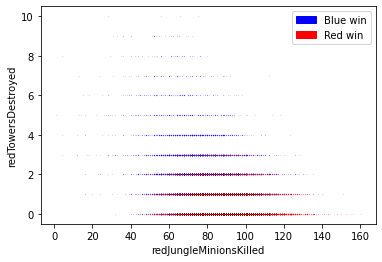 Blue win
Red win
redTowersDestroyed
10
8
6
4
2
0
0 20 40 60 80 100 120 140 160
redJungleMinionsKilled